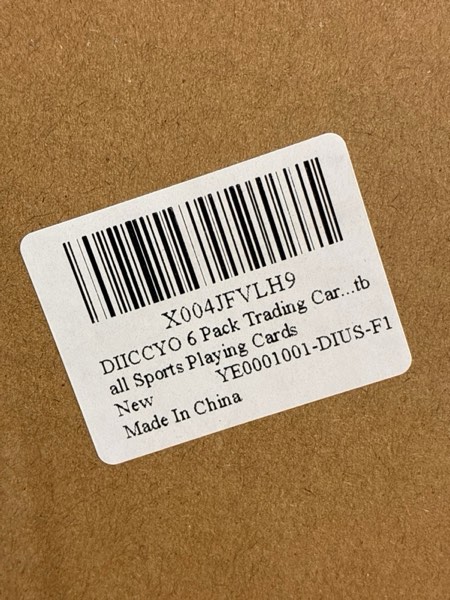 X004JFVLH9
DIICCYO 6 Pack Trading Car...tb
all Sports Playing Cards
New YE0001001-DIUS-F1
Made In China